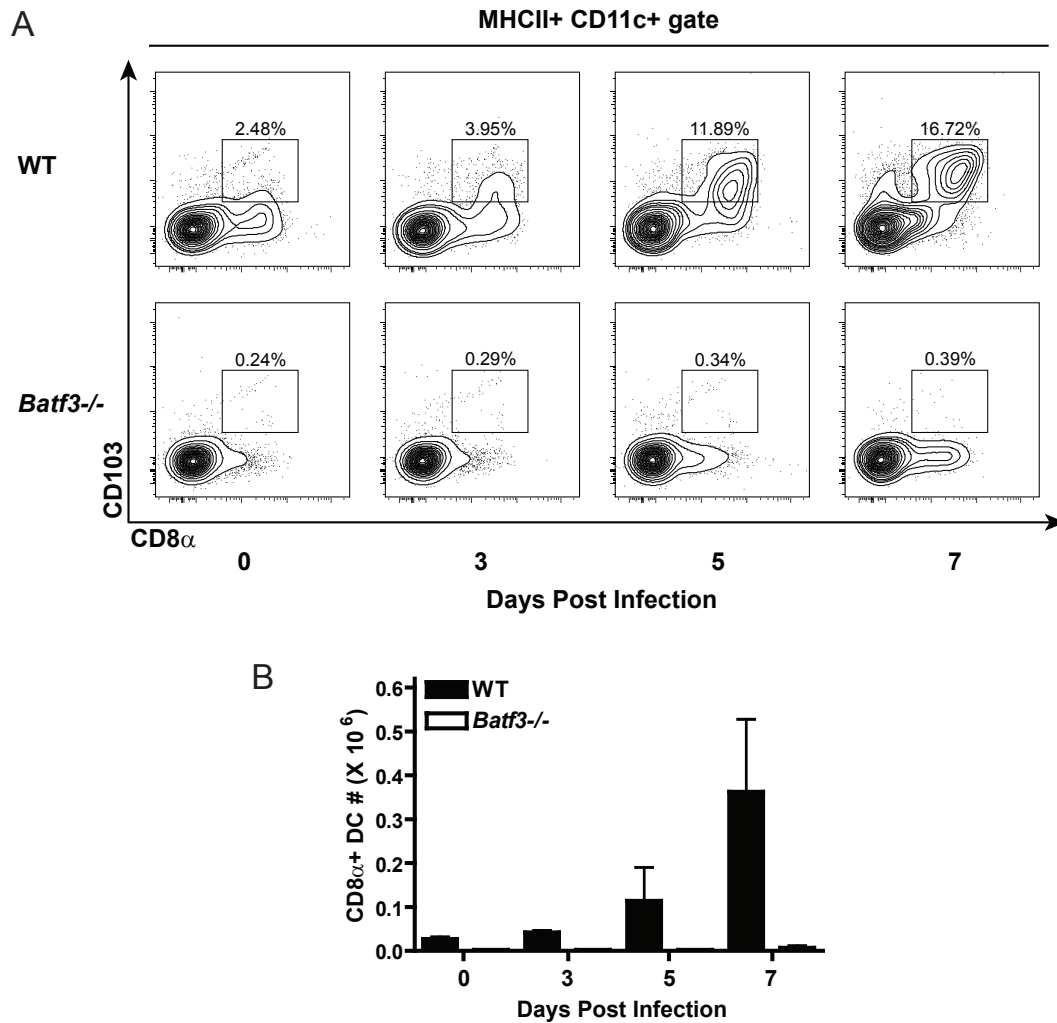 A
MHCII+ CD11c+ gate
WT
2.48%
3.95%
11.89%
16.72%
Batf3-/-
0.24%
0.29%
0.34%
0.39%
CD103
CD8α
0 3 5 7
Days Post Infection
B
WT
Batf3-/-
CD8α+ DC # (X 10⁶)
0.6
0.5
0.4
0.3
0.2
0.1
0.0
0 3 5 7
Days Post Infection